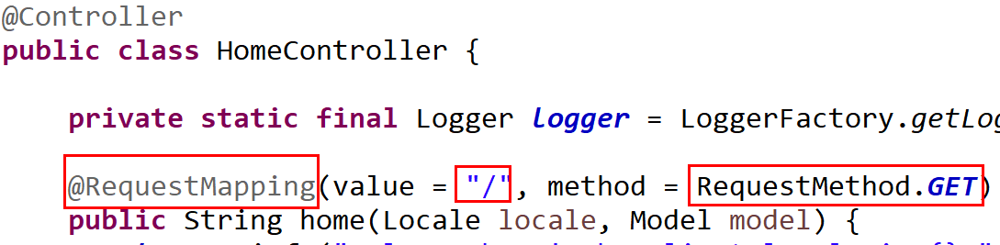 @Controller
public class HomeController {
private static final Logger logger = LoggerFactory.getLog
@RequestMapping(value = "/", method = RequestMethod.GET)
public String home(Locale locale, Model model) {